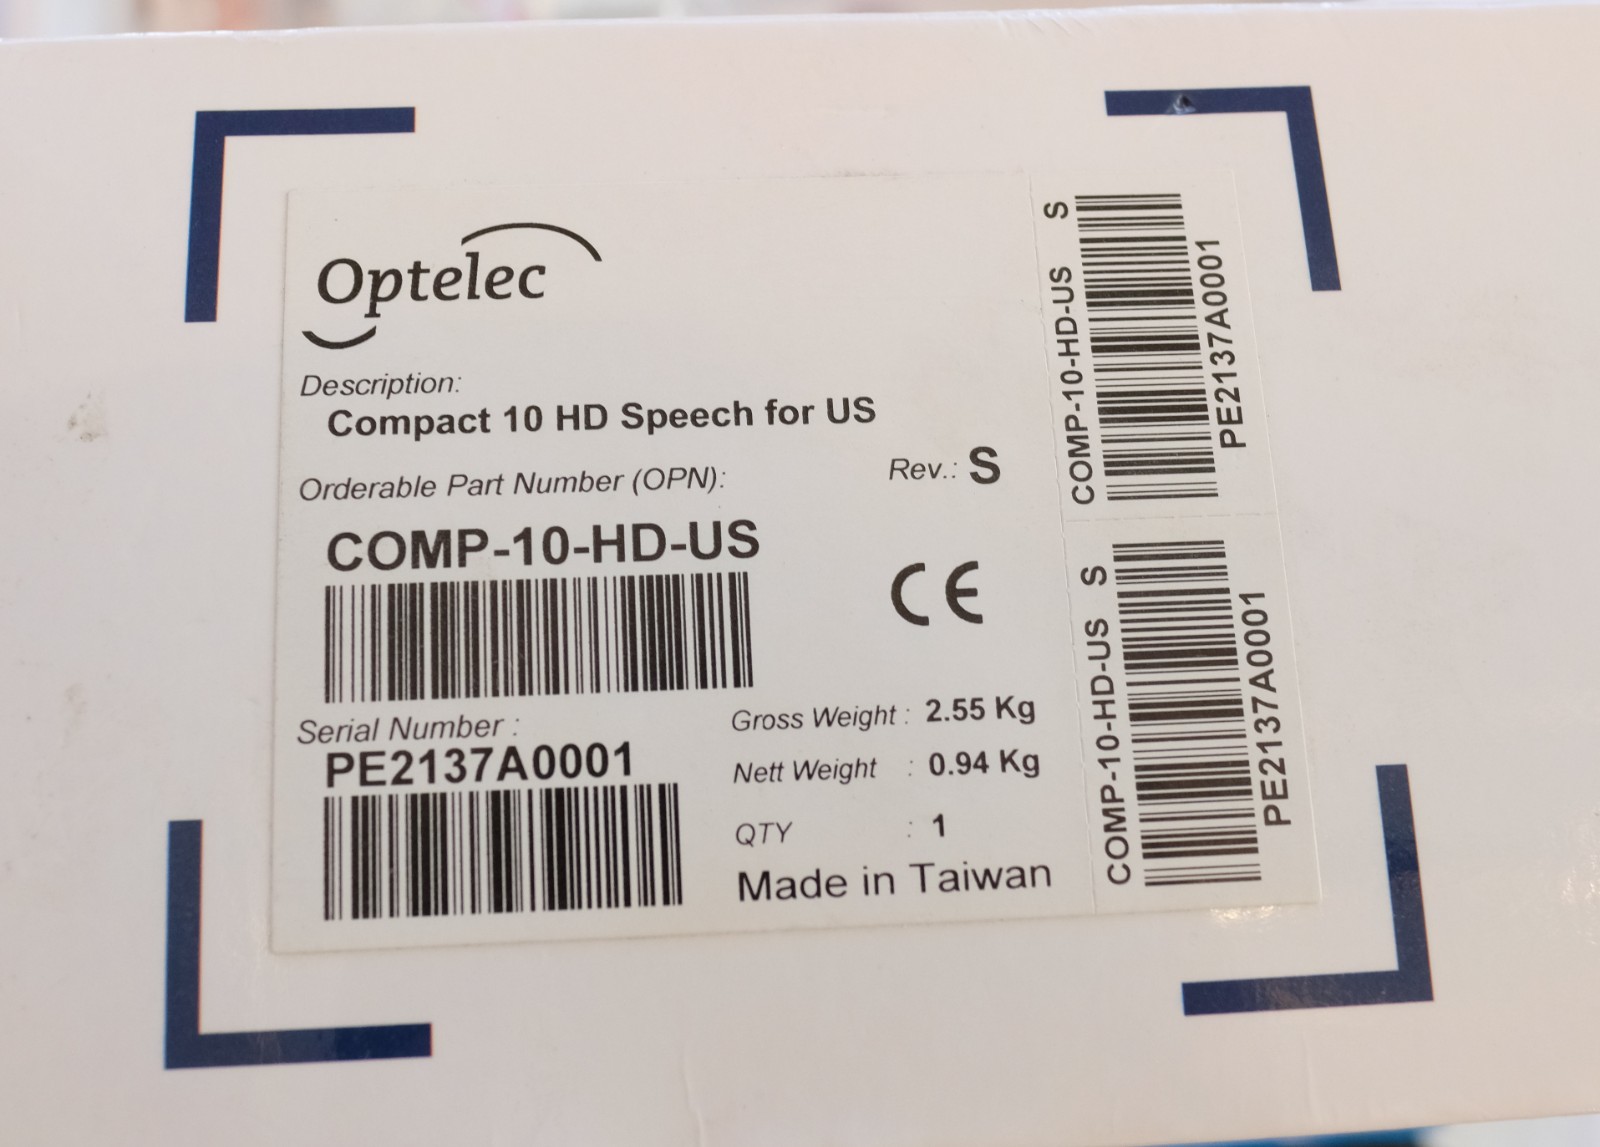 Optelec
Description:
Compact 10 HD Speech for US
Orderable Part Number (OPN):
Rev.: S
COMP-10-HD-US
Serial Number :
PE2137A0001
Gross Weight : 2.55 Kg
Nett Weight : 0.94 Kg
QTY : 1
Made in Taiwan
CE
COMP-10-HD-US S
PE2137A0001
COMP-10-HD-US S
PE2137A0001